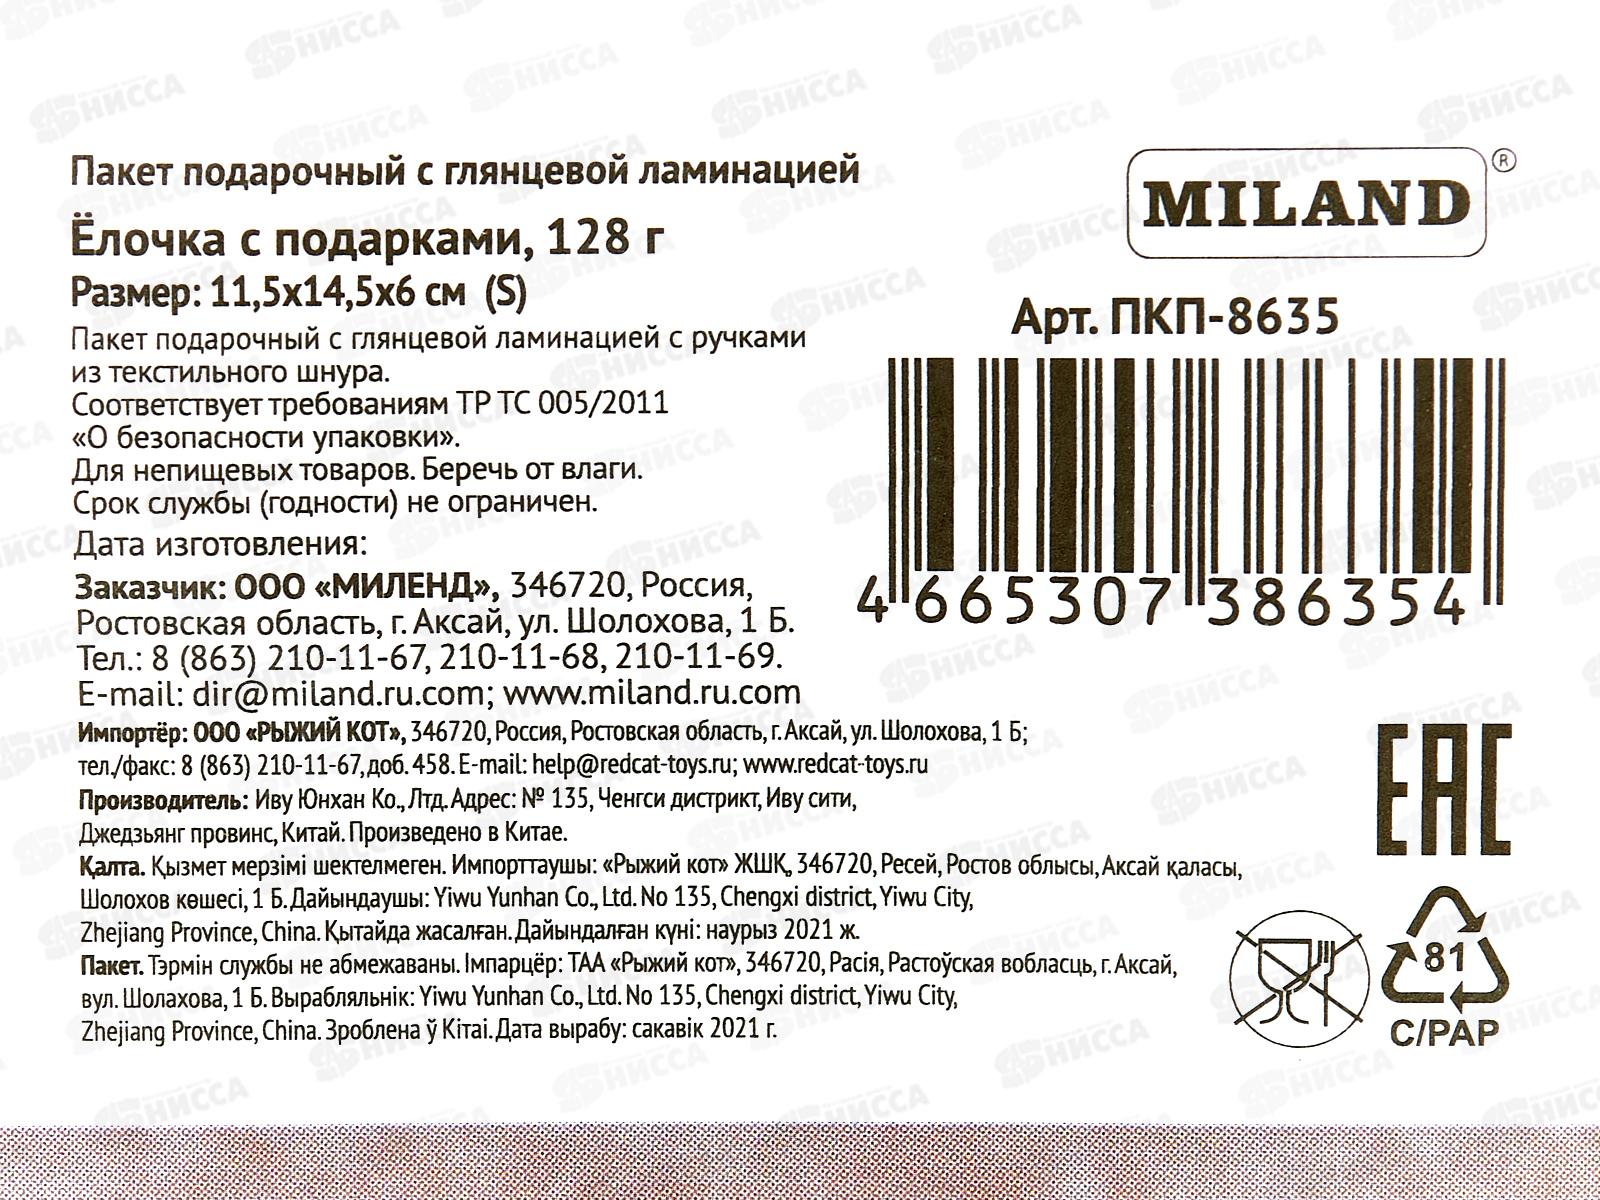 Пакет подарочный с глянцевой ламинацией
Ёлочка с подарками, 128 г
Размер: 11,5х14,5х6 см (S)
Пакет подарочный с глянцевой ламинацией с ручками
из текстильного шнура.
Соответствует требованиям ТР ТС 005/2011
«О безопасности упаковки».
Для непищевых товаров. Беречь от влаги.
Срок службы (годности) не ограничен.
Дата изготовления:
Заказчик: ООО «МИЛЕНД», 346720, Россия,
Ростовская область, г. Аксай, ул. Шолохова, 1 Б.
Тел.: 8 (863) 210-11-67, 210-11-68, 210-11-69.
E-mail: dir@miland.ru.com; www.miland.ru.com
Импортёр: ООО «РЫЖИЙ КОТ», 346720, Россия, Ростовская область, г. Аксай, ул. Шолохова, 1 Б;
тел./факс: 8 (863) 210-11-67, доб. 458. E-mail: help@redcat-toys.ru; www.redcat-toys.ru
Производитель: Иву Юнхан Ко., Лтд. Адрес: № 135, Ченгси дистрикт, Иву сити,
Джедзьянг провинс, Китай. Произведено в Китае.
Қалта. Қызмет мерзімі шектелмеген. Импорттаушы: «Рыжий кот» ЖШҚ, 346720, Ресей, Ростов облысы, Аксай қаласы,
Шолохов көшесі, 1 Б. Дайындаушы: Yiwu Yunhan Co., Ltd. No 135, Chengxi district, Yiwu City,
Zhejiang Province, China. Қытайда жасалған. Дайындалған күні: наурыз 2021 ж.
Пакет. Тэрмін службы не абмежаваны. Імпарцёр: ТАА «Рыжий кот», 346720, Расія, Растоўская вобласць, г. Аксай,
вул. Шолахова, 1 Б. Вырабляльнік: Yiwu Yunhan Co., Ltd. No 135, Chengxi district, Yiwu City,
Zhejiang Province, China. Зроблена ў Кітаі. Дата вырабу: сакавік 2021 г.
MILAND®
Арт. ПКП-8635
4 665307 386354
EAC
81
C/PAP